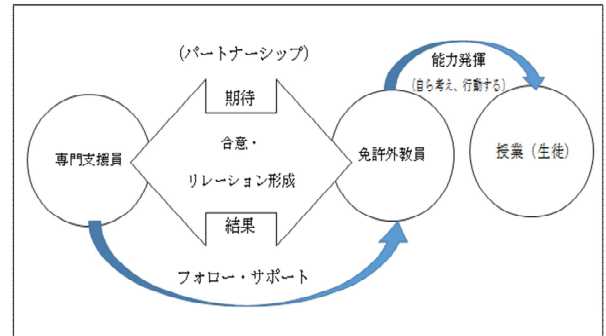 (パートナーシップ)
能力発揮
(自ら考え、行動する)
期待
専門支援員
合意・
リレーション形成
免許外教員
授業（生徒）
結果
フォロー・サポート